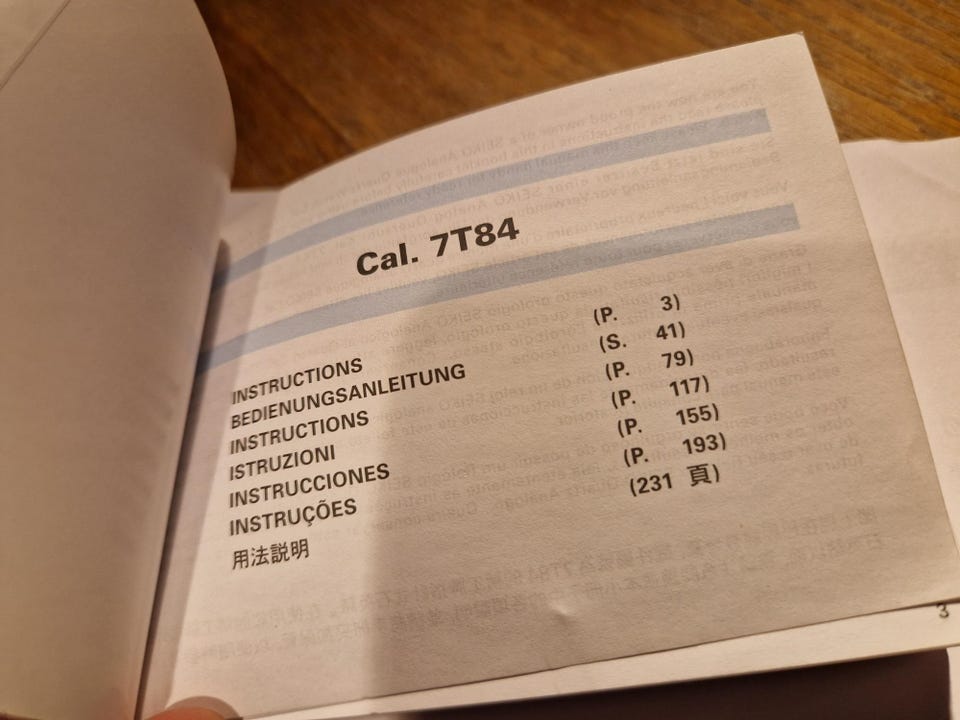 Cal. 7T84
INSTRUCTIONS (P. 3)
BEDIENUNGSANLEITUNG (S. 41)
INSTRUCTIONS (P. 79)
ISTRUZIONI (P. 117)
INSTRUCCIONES (P. 155)
INSTRUÇÕES (P. 193)
用法説明 (231 頁)
3